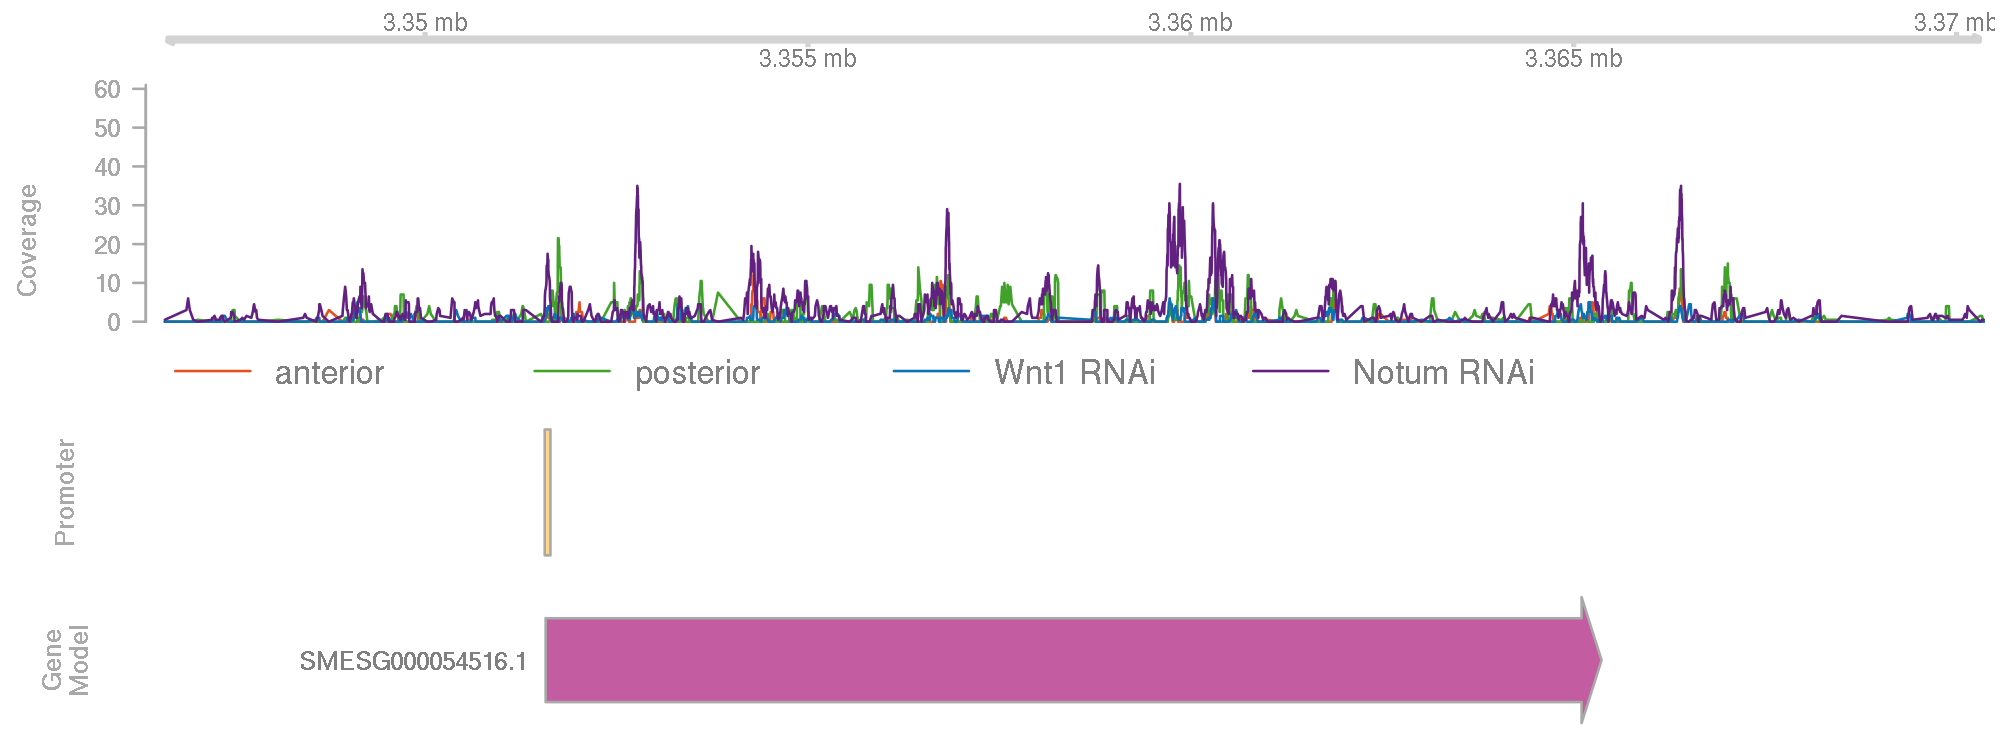 3.35 mb
3.36 mb
3.37 mb
3.355 mb
3.365 mb
60
50
40
30
20
10
0
Coverage
anterior
posterior
Wnt1 RNAi
Notum RNAi
Promoter
Gene
Model
SMESG000054516.1